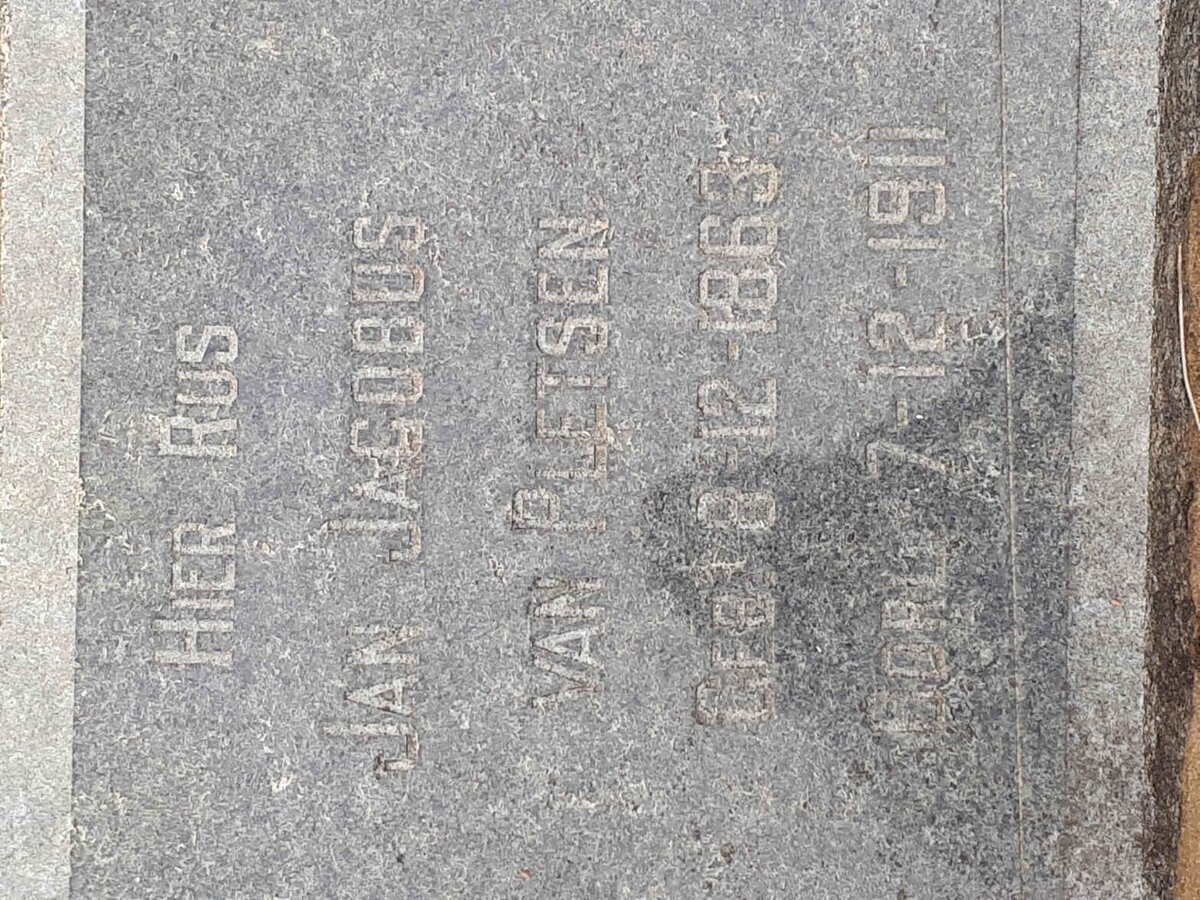 HIER RUS
JAN JACOBUS
VAN PLETSEN
GEB. 8-12-1863.
OORL. 7-12-1911.